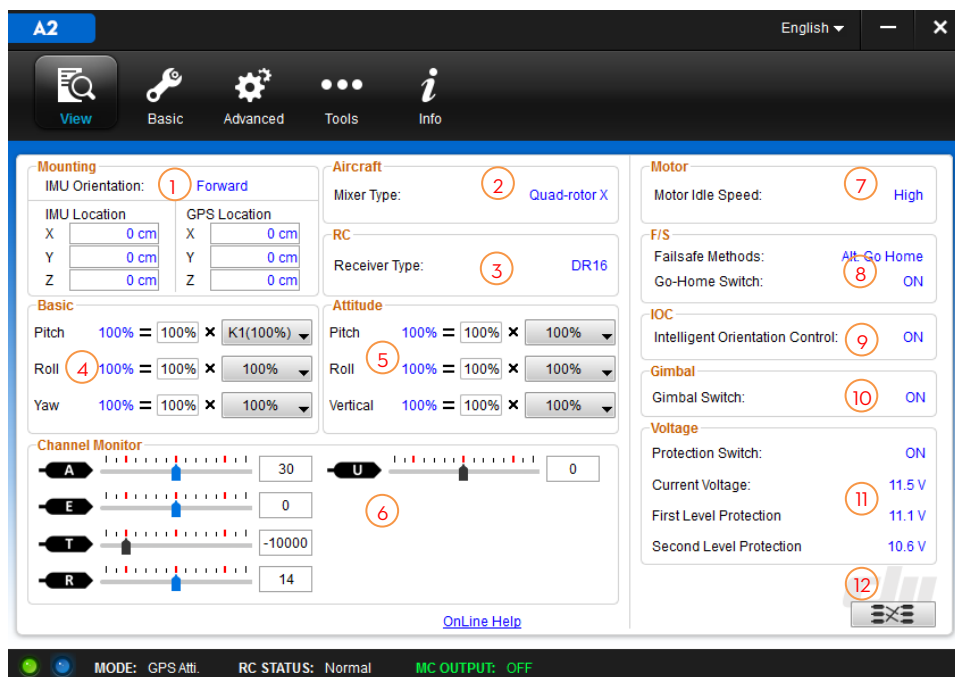 A2
English
View Basic Advanced Tools Info
Mounting
IMU Orientation: 1 Forward
IMU Location GPS Location
X 0 cm X 0 cm
Y 0 cm Y 0 cm
Z 0 cm Z 0 cm
Aircraft
Mixer Type: 2 Quad-rotor X
RC
Receiver Type: 3 DR16
Basic
Pitch 100% = 100% × K1(100%)
Roll 4 100% = 100% × 100%
Yaw 100% = 100% × 100%
Attitude
Pitch 100% = 100% × 100%
Roll 5 100% = 100% × 100%
Vertical 100% = 100% × 100%
Channel Monitor
A 30
E 0
T -10000
R 14
U 0
6
Motor
Motor Idle Speed: 7 High
F/S
Failsafe Methods: Alt. Go Home
8
Go-Home Switch: ON
IOC
Intelligent Orientation Control: 9 ON
Gimbal
Gimbal Switch: 10 ON
Voltage
Protection Switch: ON
Current Voltage: 11.5 V
11
First Level Protection 11.1 V
Second Level Protection 10.6 V
12
OnLine Help
MODE: GPS Atti. RC STATUS: Normal MC OUTPUT: OFF